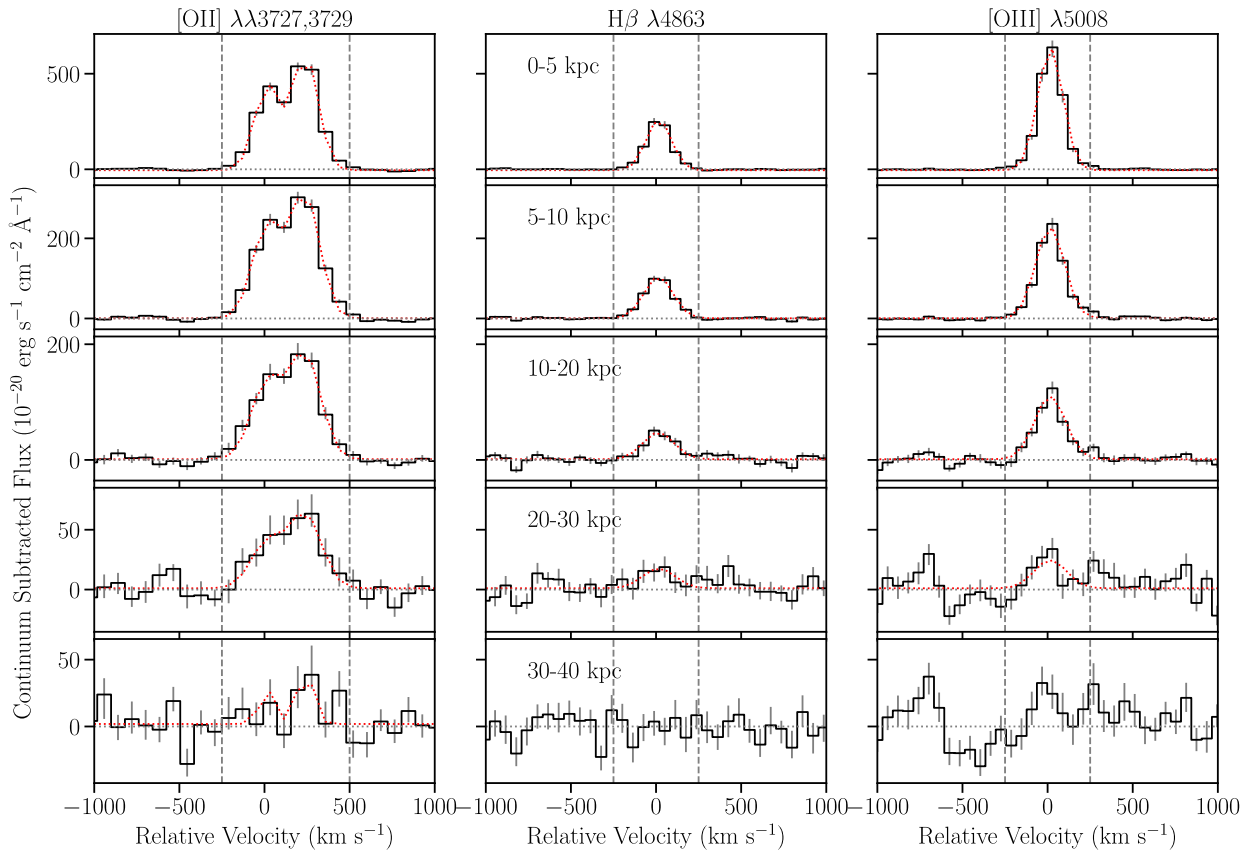 [OII] λλ3727,3729
Hβ λ4863
[OIII] λ5008
Continuum Subtracted Flux (10⁻²⁰ erg s⁻¹ cm⁻² Å⁻¹)
500
0
0-5 kpc
200
0
5-10 kpc
200
0
10-20 kpc
50
0
20-30 kpc
50
0
30-40 kpc
−1000 −500 0 500 1000
−1000 −500 0 500 1000
−1000 −500 0 500 1000
Relative Velocity (km s⁻¹)
Relative Velocity (km s⁻¹)
Relative Velocity (km s⁻¹)